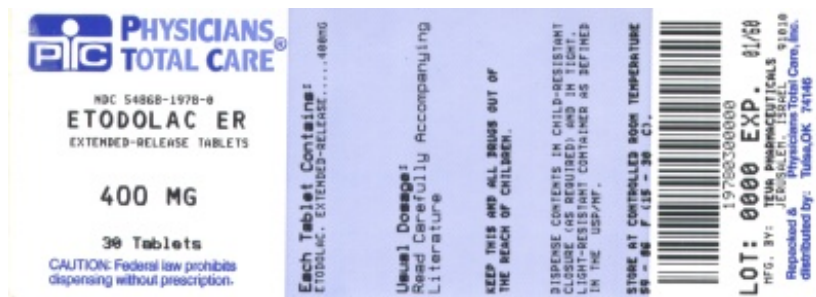 PTC PHYSICIANS
TOTAL CARE®
NDC 54868-1978-0
ETODOLAC ER
EXTENDED-RELEASE TABLETS
400 MG
30 Tablets
CAUTION: Federal law prohibits
dispensing without prescription.
Each Tablet Contains:
ETODOLAC, EXTENDED-RELEASE.....400MG
Usual Dosage:
Read Carefully Accompanying
Literature
KEEP THIS AND ALL DRUGS OUT OF
THE REACH OF CHILDREN.
DISPENSE CONTENTS IN CHILD-RESISTANT
CLOSURE (AS REQUIRED) AND IN TIGHT,
LIGHT-RESISTANT CONTAINER AS DEFINED
IN THE USP/NF.
STORE AT CONTROLLED ROOM TEMPERATURE
59 - 86 F (15 - 30 C).
19780300000
LOT: 0000 EXP. 01/60
MFG. BY: TEVA PHARMACEUTICALS
JERUSALEM, ISRAEL 91010
Repacked & Physicians Total Care, Inc.
distributed by: Tulsa,OK 74146